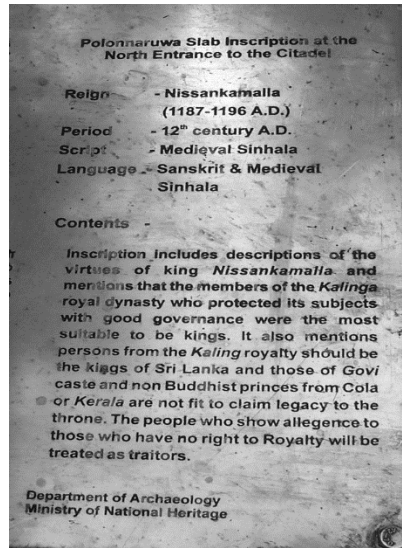 Polonnaruwa Slab Inscription at the
North Entrance to the Citadel
Reign - Nissankamalla
(1187-1196 A.D.)
Period - 12th century A.D.
Script - Medieval Sinhala
Language - Sanskrit & Medieval
Sinhala
Contents -
Inscription includes descriptions of the
virtues of king Nissankamalla and
mentions that the members of the Kalinga
royal dynasty who protected its subjects
with good governance were the most
suitable to be kings. It also mentions
persons from the Kaling royalty should be
the kings of Sri Lanka and those of Govi
caste and non Buddhist princes from Cola
or Kerala are not fit to claim legacy to the
throne. The people who show allegence to
those who have no right to Royalty will be
treated as traitors.
Department of Archaeology
Ministry of National Heritage